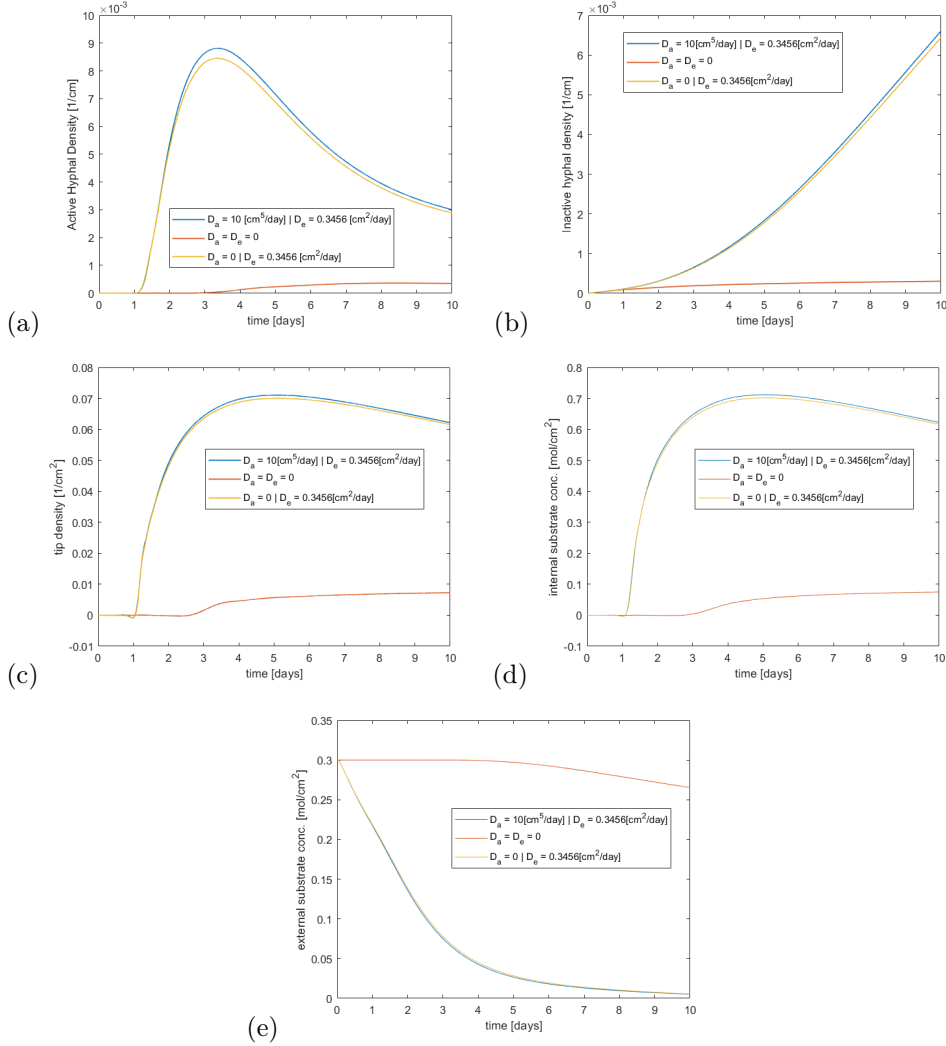 ×10⁻³
10
9
8
7
6
5
4
3
2
1
0
Active Hyphal Density [1/cm]
D_a = 10 [cm⁵/day] | D_e = 0.3456 [cm²/day]
D_a = D_e = 0
D_a = 0 | D_e = 0.3456 [cm²/day]
0 1 2 3 4 5 6 7 8 9 10
time [days]
(a)
×10⁻³
7
6
5
4
3
2
1
0
Inactive hyphal density [1/cm]
D_a = 10[cm⁵/day] | D_e = 0.3456[cm²/day]
D_a = D_e = 0
D_a = 0 | D_e = 0.3456[cm²/day]
0 1 2 3 4 5 6 7 8 9 10
time [days]
(b)
0.08
0.07
0.06
0.05
0.04
0.03
0.02
0.01
0
-0.01
tip density [1/cm²]
D_a = 10[cm⁵/day] | D_e = 0.3456[cm²/day]
D_a = D_e = 0
D_a = 0 | D_e = 0.3456[cm²/day]
0 1 2 3 4 5 6 7 8 9 10
time [days]
(c)
0.8
0.7
0.6
0.5
0.4
0.3
0.2
0.1
0
-0.1
internal substrate conc. [mol/cm²]
D_a = 10[cm⁵/day] | D_e = 0.3456[cm²/day]
D_a = D_e = 0
D_a = 0 | D_e = 0.3456[cm²/day]
0 1 2 3 4 5 6 7 8 9 10
time [days]
(d)
0.35
0.3
0.25
0.2
0.15
0.1
0.05
0
external substrate conc. [mol/cm²]
D_a = 10[cm⁵/day] | D_e = 0.3456[cm²/day]
D_a = D_e = 0
D_a = 0 | D_e = 0.3456[cm²/day]
0 1 2 3 4 5 6 7 8 9 10
time [days]
(e)